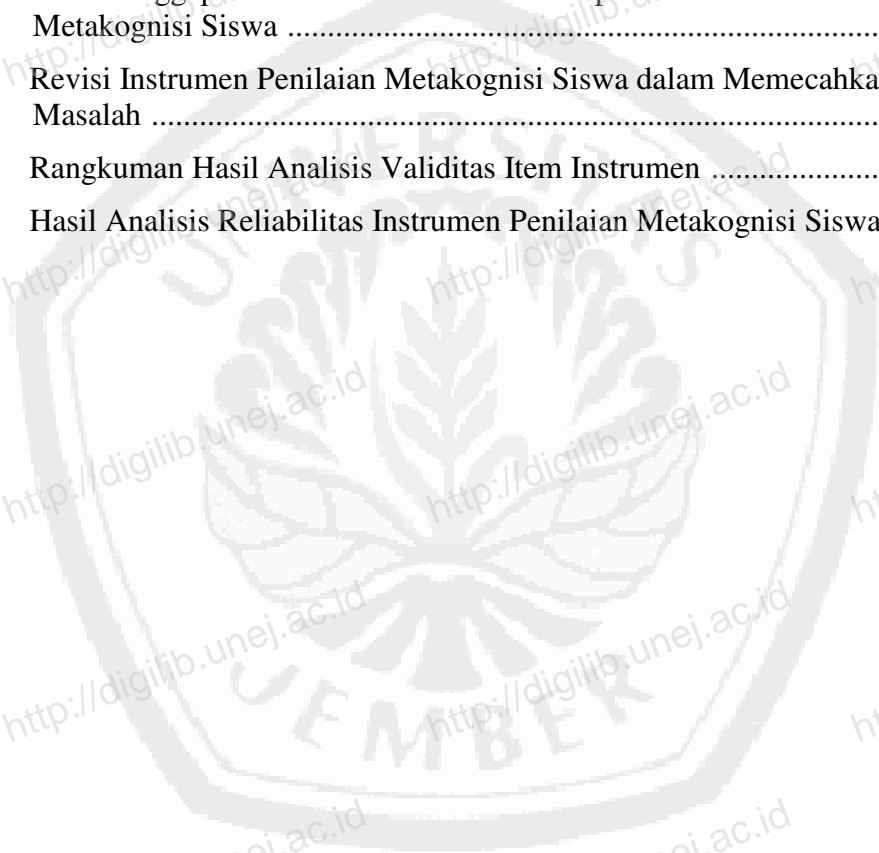 Metakognisi Siswa ..........................................................................
Revisi Instrumen Penilaian Metakognisi Siswa dalam Memecahka
Masalah ...........................................................................................
Rangkuman Hasil Analisis Validitas Item Instrumen .....................
Hasil Analisis Reliabilitas Instrumen Penilaian Metakognisi Siswa
UNIVERSITAS
JEMBER
http://digilib.unej.ac.id
http://digilib.unej.ac.id
http://digilib.unej.ac.id
http://digilib.unej.ac.id
http://digilib.unej.ac.id
http://digilib.unej.ac.id